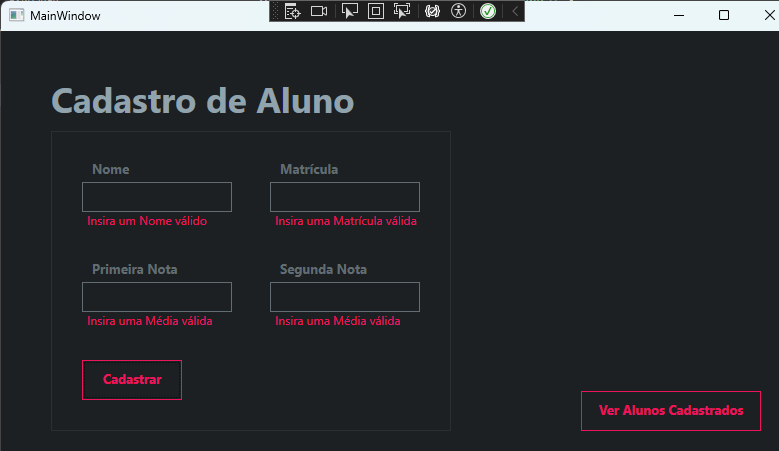 MainWindow
Cadastro de Aluno
Nome Matrícula
Insira um Nome válido Insira uma Matrícula válida
Primeira Nota Segunda Nota
Insira uma Média válida Insira uma Média válida
Cadastrar
Ver Alunos Cadastrados